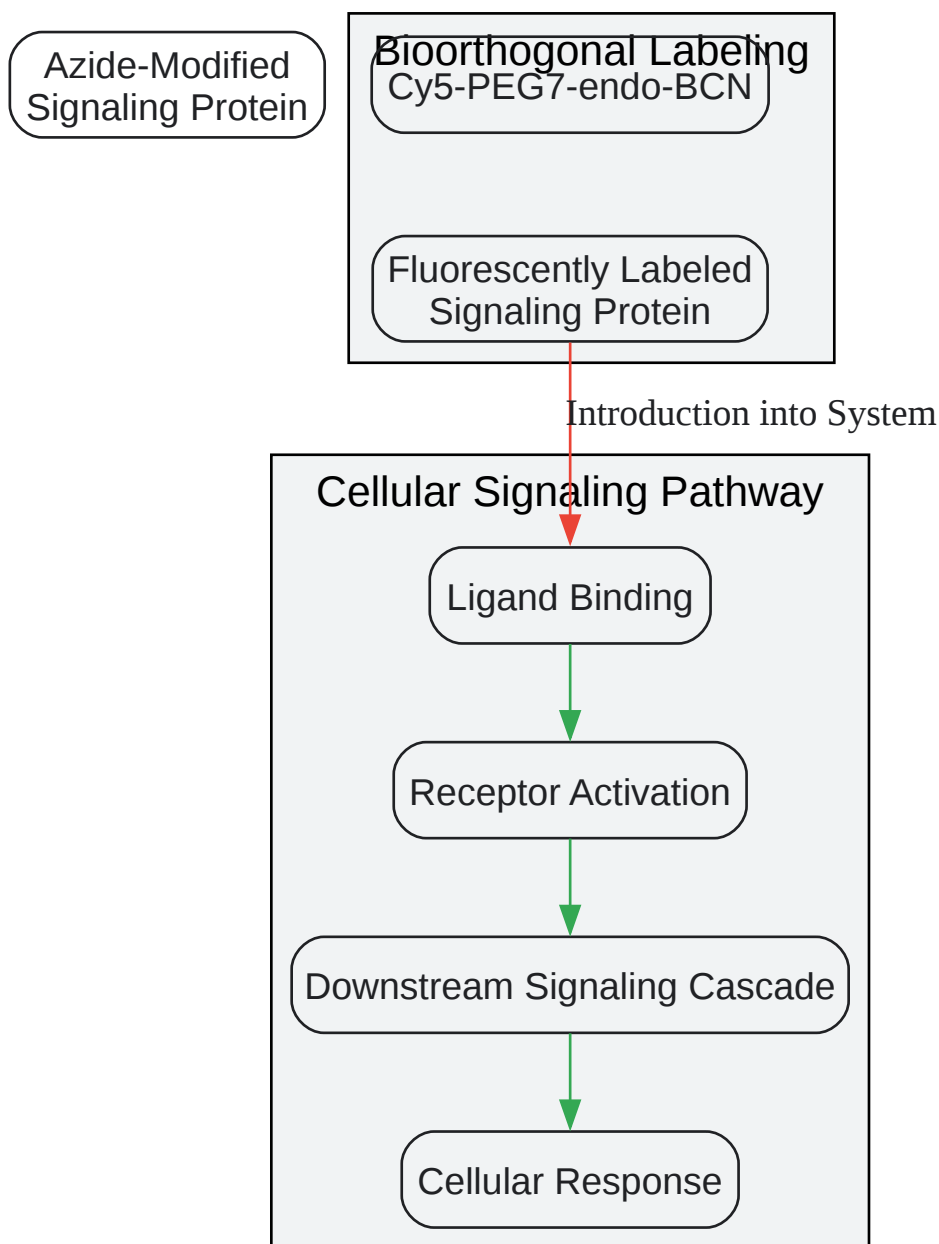 Azide-Modified
Signaling Protein
Bioorthogonal Labeling
Cy5-PEG7-endo-BCN
Fluorescently Labeled
Signaling Protein
Introduction into System
Cellular Signaling Pathway
Ligand Binding
Receptor Activation
Downstream Signaling Cascade
Cellular Response